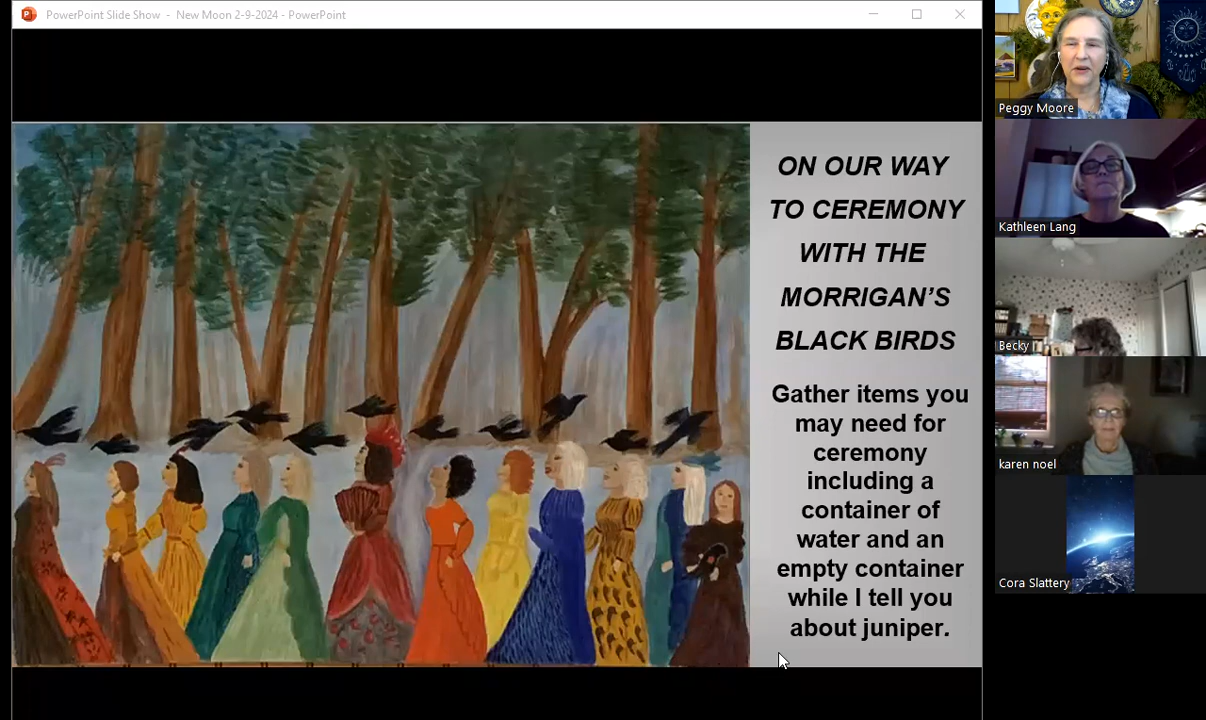 PowerPoint Slide Show - New Moon 2-9-2024 - PowerPoint
ON OUR WAY
TO CEREMONY
WITH THE
MORRIGAN’S
BLACK BIRDS
Gather items you
may need for
ceremony
including a
container of
water and an
empty container
while I tell you
about juniper.
Peggy Moore
Kathleen Lang
Becky
karen noel
Cora Slattery